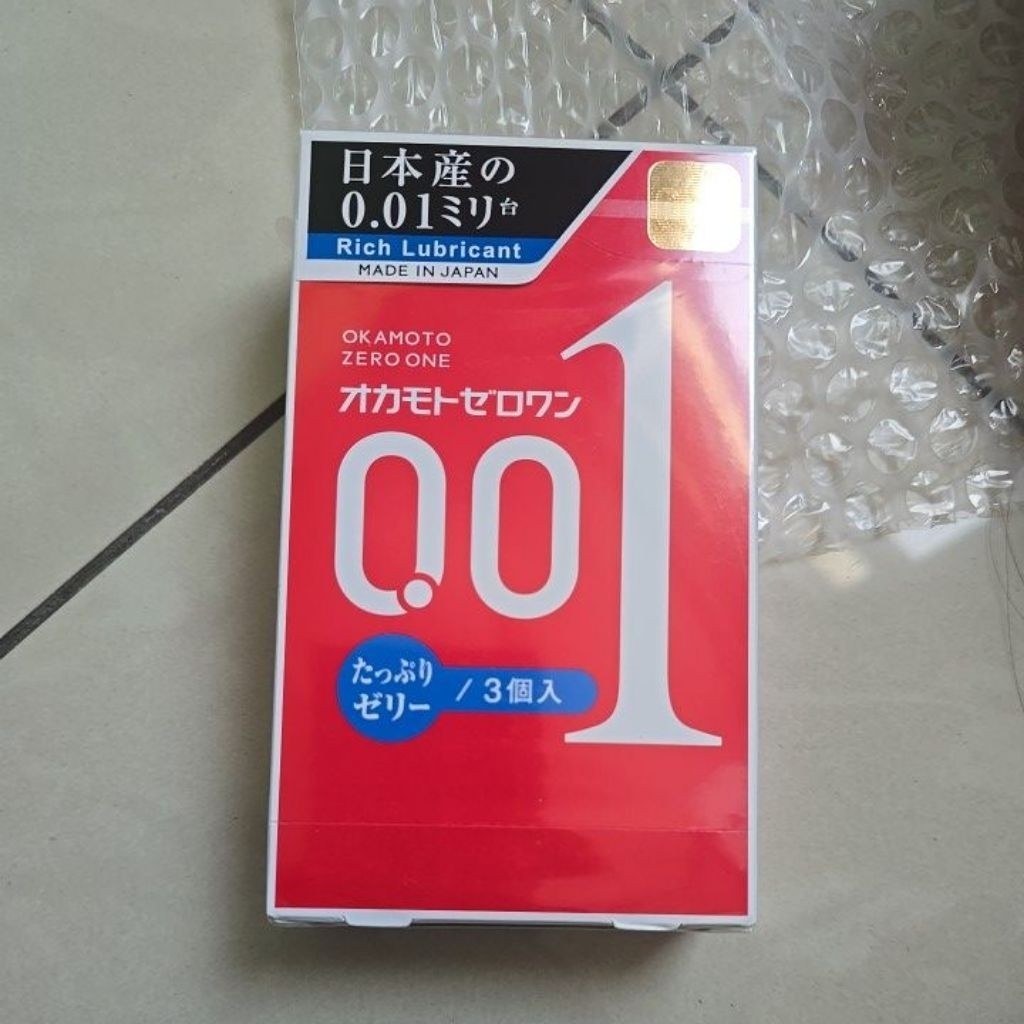 日本産の
0.01ミリ台
Rich Lubricant
MADE IN JAPAN
OKAMOTO
ZERO ONE
オカモトゼロワン
0.01
たっぷり
ゼリー
/ 3個入